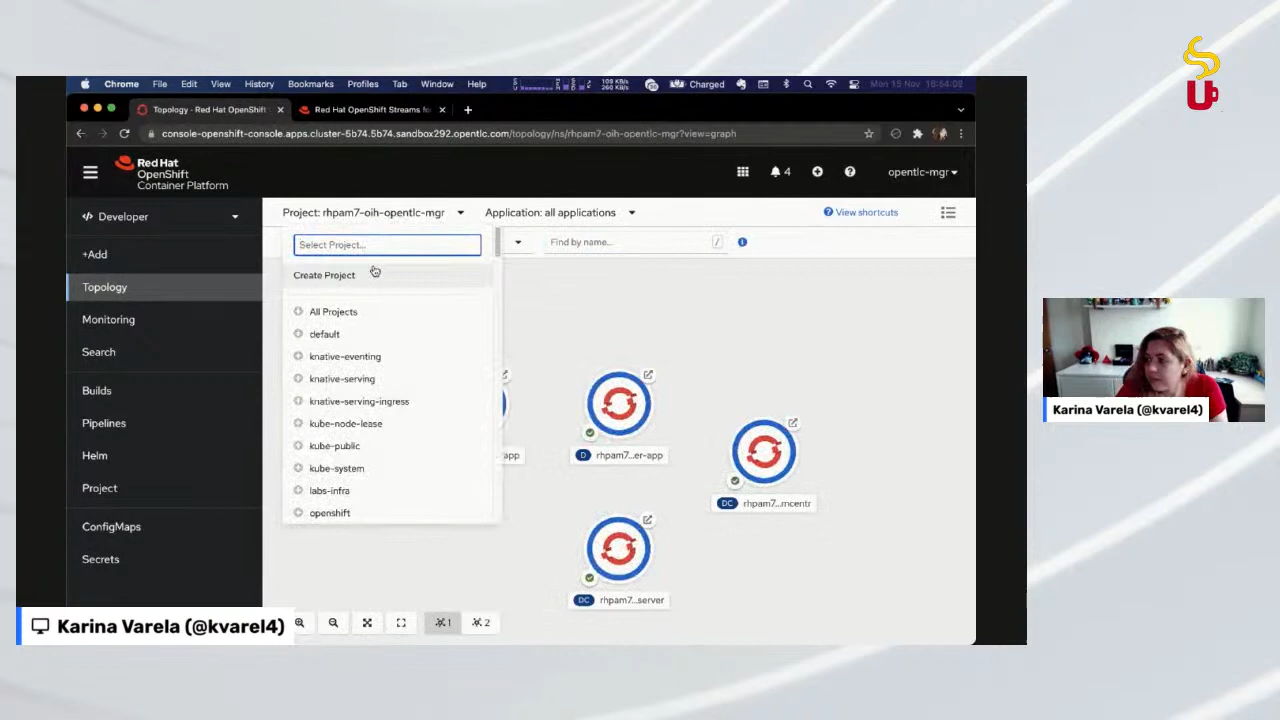 Chrome File Edit View History Bookmarks Profiles Tab Window Help
Charged
Mon 15 Nov
Topology - Red Hat OpenShift
Red Hat OpenShift Streams fo
console-openshift-console.apps.cluster-5b74.5b74.sandbox292.opentlc.com/topology/ns/rhpam7-oih-opentlc-mgr?view=graph
Red Hat
OpenShift
Container Platform
4
opentlc-mgr
Developer
+Add
Topology
Monitoring
Search
Builds
Pipelines
Helm
Project
ConfigMaps
Secrets
Project: rhpam7-oih-opentlc-mgr
Application: all applications
View shortcuts
Select Project...
Find by name...
/
Create Project
All Projects
default
knative-eventing
knative-serving
knative-serving-ingress
kube-node-lease
kube-public
kube-system
labs-infra
openshift
app
D rhpam7...er-app
DC rhpam7...mcentr
DC rhpam7...server
1
2
Karina Varela (@kvarel4)
Karina Varela (@kvarel4)